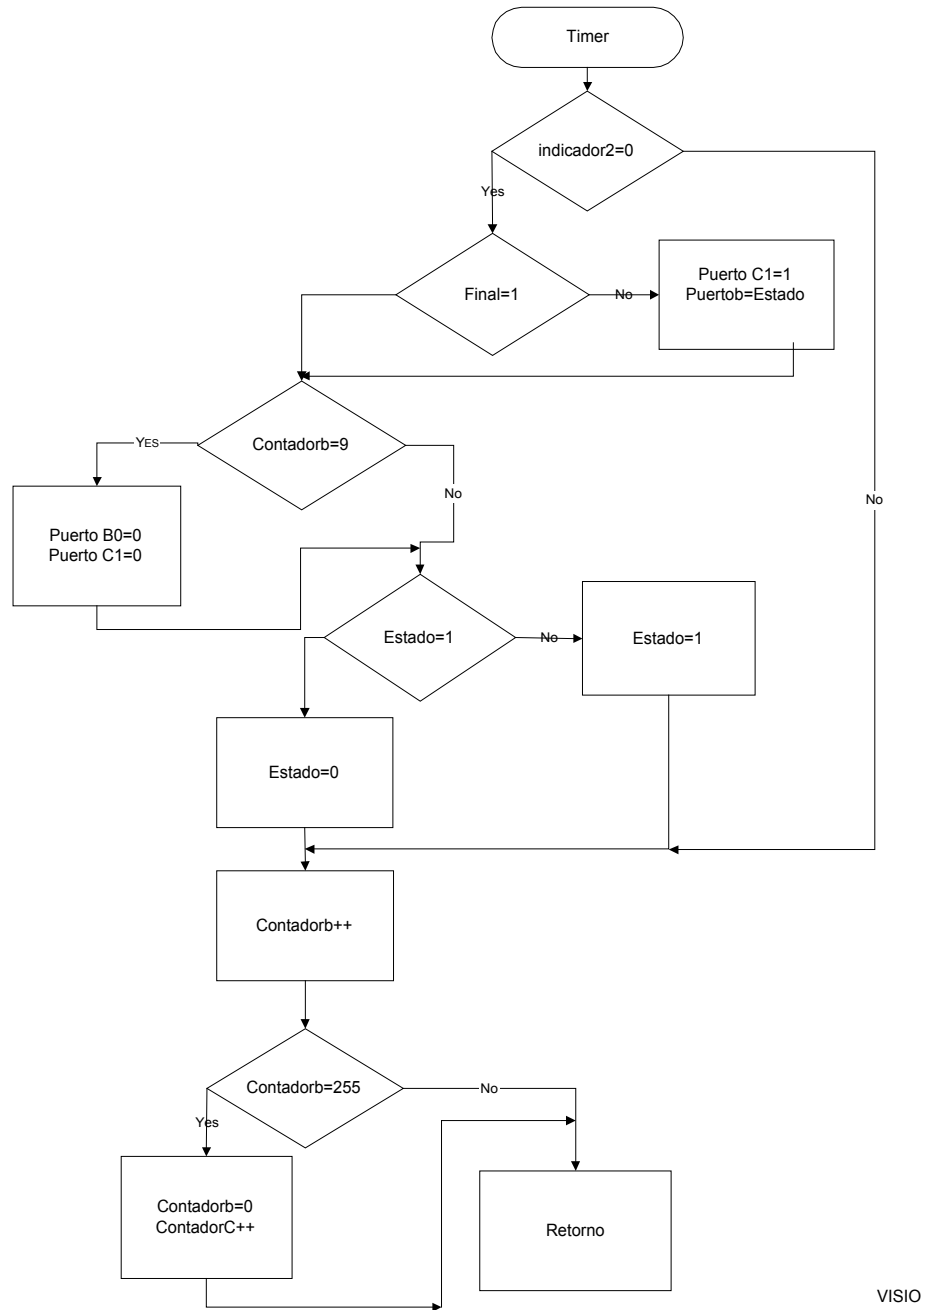 Timer
indicador2=0
Yes
Final=1
No
Puerto C1=1
Puertob=Estado
Contadorb=9
YES
No
No
Puerto B0=0
Puerto C1=0
Estado=1
No
Estado=1
Estado=0
Contadorb++
Contadorb=255
No
Yes
Contadorb=0
ContadorC++
Retorno
VISIO